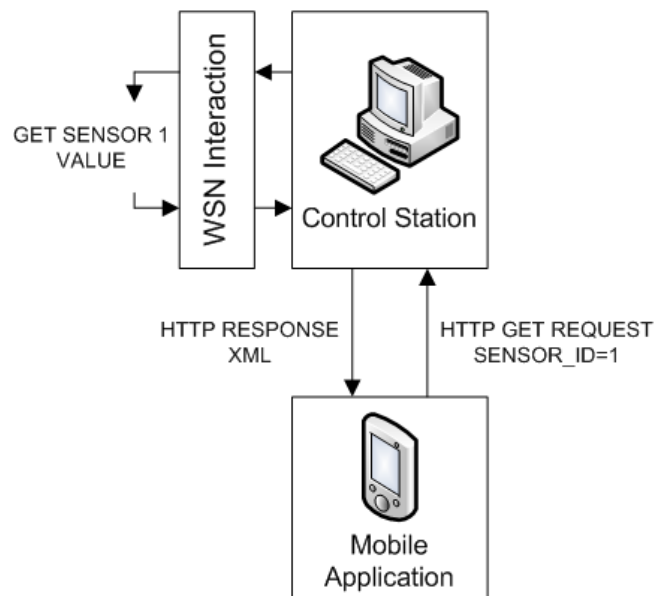 GET SENSOR 1
VALUE
WSN Interaction
Control Station
HTTP RESPONSE
XML
HTTP GET REQUEST
SENSOR_ID=1
Mobile
Application